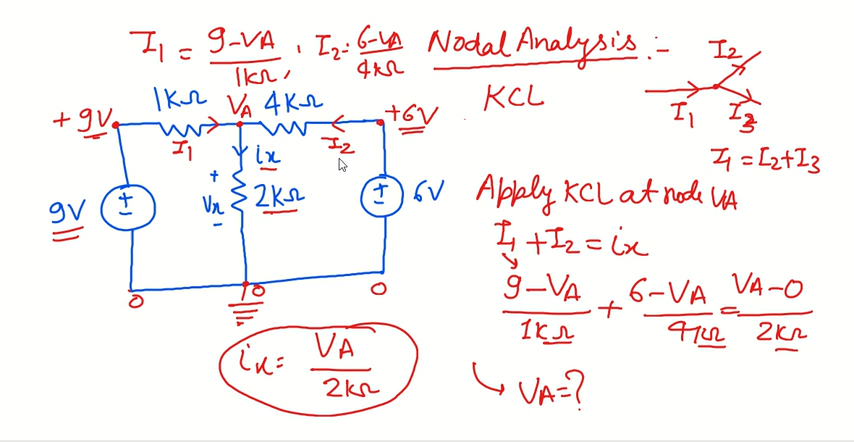 I₁ = 9-VA/1kΩ, I₂ = 6-VA/4kΩ
Nodal Analysis :-
KCL
I₂
I₁
I₃
I₁ = I₂+I₃
+9V
1kΩ
VA
4kΩ
+6V
I₁
ix
I₂
+
Vx
-
2kΩ
9V
±
±
6V
0
0
0
ix = VA/2kΩ
Apply KCL at node VA
I₁ + I₂ = ix
9-VA/1kΩ + 6-VA/4kΩ = VA-0/2kΩ
VA=?